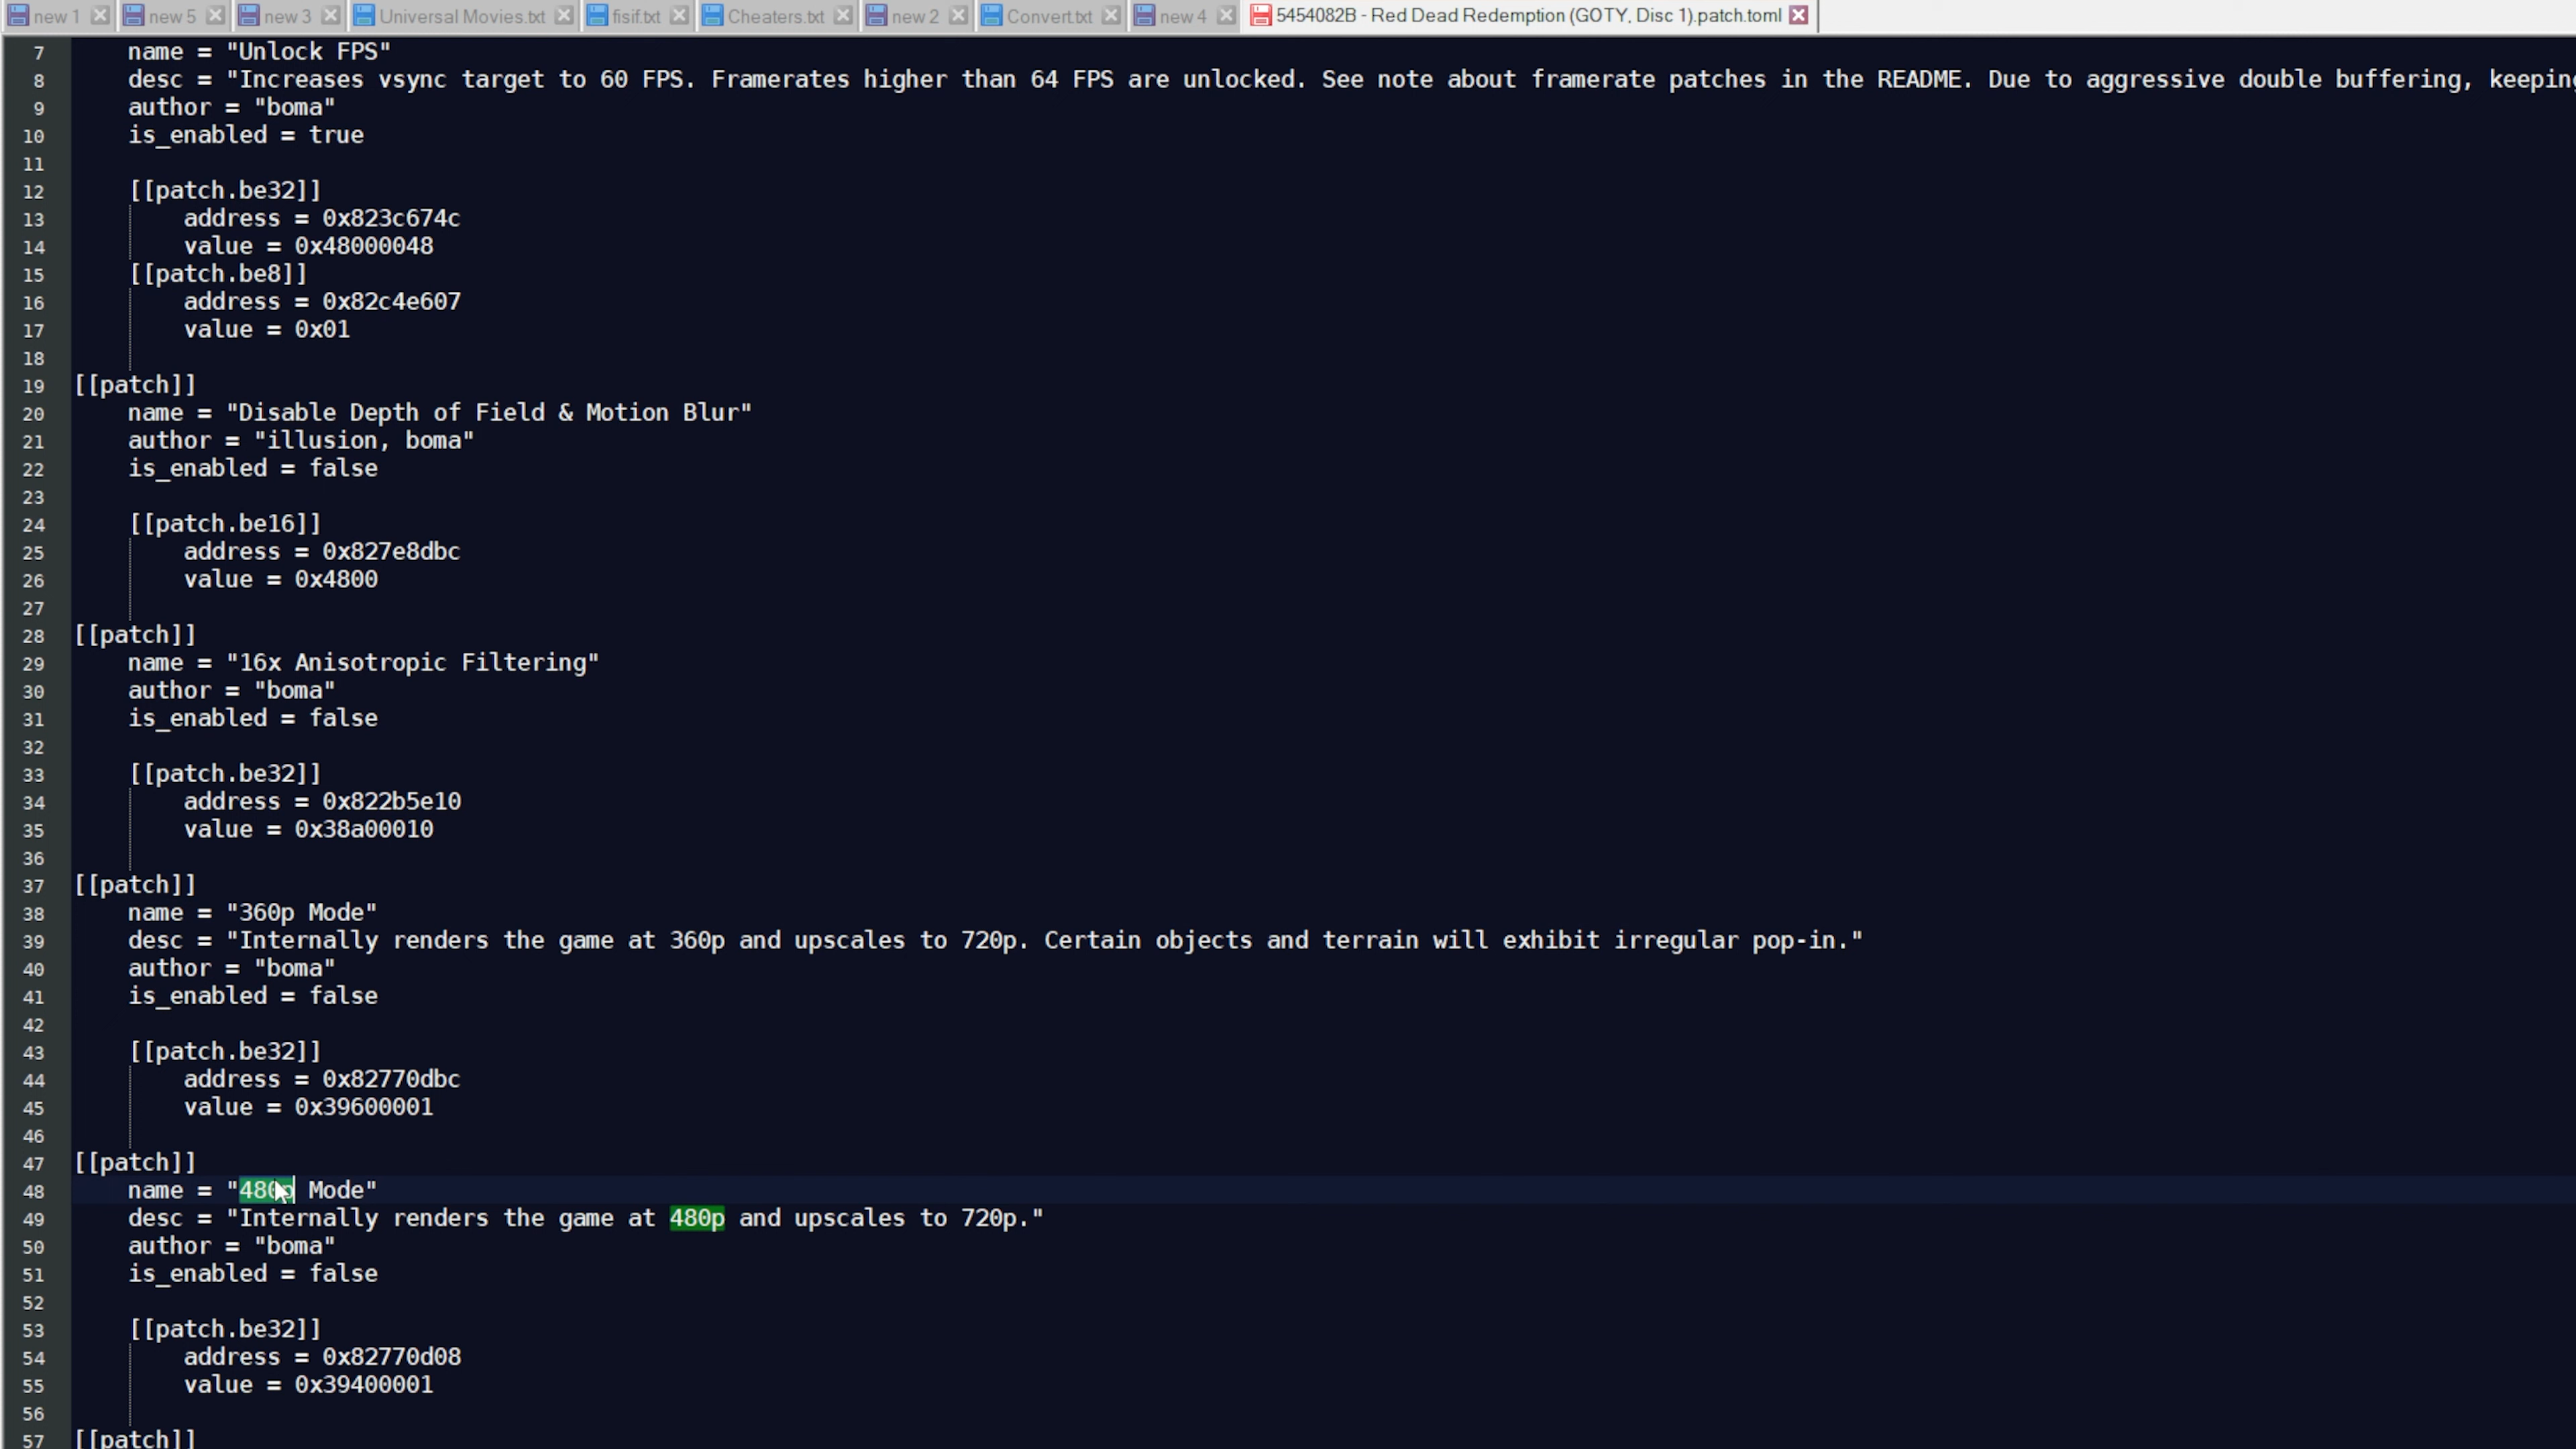 new 1 new 5 new 3 Universal Movies.txt fisif.txt Cheaters.txt new 2 Convert.txt new 4 5454082B - Red Dead Redemption (GOTY, Disc 1).patch.toml
7 name = "Unlock FPS"
8 desc = "Increases vsync target to 60 FPS. Framerates higher than 64 FPS are unlocked. See note about framerate patches in the README. Due to aggressive double buffering, keeping
9 author = "boma"
10 is_enabled = true
11
12 [[patch.be32]]
13 address = 0x823c674c
14 value = 0x48000048
15 [[patch.be8]]
16 address = 0x82c4e607
17 value = 0x01
18
19 [[patch]]
20 name = "Disable Depth of Field & Motion Blur"
21 author = "illusion, boma"
22 is_enabled = false
23
24 [[patch.be16]]
25 address = 0x827e8dbc
26 value = 0x4800
27
28 [[patch]]
29 name = "16x Anisotropic Filtering"
30 author = "boma"
31 is_enabled = false
32
33 [[patch.be32]]
34 address = 0x822b5e10
35 value = 0x38a00010
36
37 [[patch]]
38 name = "360p Mode"
39 desc = "Internally renders the game at 360p and upscales to 720p. Certain objects and terrain will exhibit irregular pop-in."
40 author = "boma"
41 is_enabled = false
42
43 [[patch.be32]]
44 address = 0x82770dbc
45 value = 0x39600001
46
47 [[patch]]
48 name = "480p Mode"
49 desc = "Internally renders the game at 480p and upscales to 720p."
50 author = "boma"
51 is_enabled = false
52
53 [[patch.be32]]
54 address = 0x82770d08
55 value = 0x39400001
56
57 [[patch]]